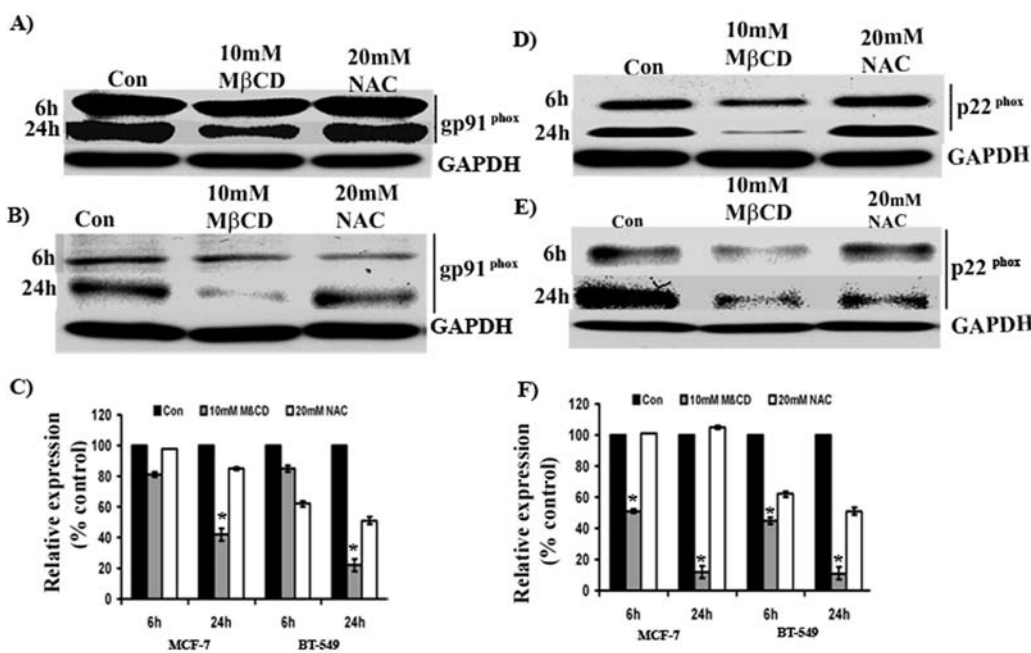 A)
10mM
MβCD
20mM
NAC
Con
6h
24h
gp91 phox
GAPDH
B)
10mM
MβCD
20mM
NAC
Con
6h
24h
gp91 phox
GAPDH
C)
Con 10mM MßCD 20mM NAC
Relative expression
(% control)
120
100
80
60
40
20
0
* *
6h 24h 6h 24h
MCF-7 BT-549
D)
10mM
MβCD
20mM
NAC
Con
6h
24h
p22 phox
GAPDH
E)
10mM
MβCD
20mM
NAC
Con
6h
24h
p22 phox
GAPDH
F)
Con 10mM MßCD 20mM NAC
Relative expression
(% control)
120
100
80
60
40
20
0
* * * *
6h 24h 6h 24h
MCF-7 BT-549